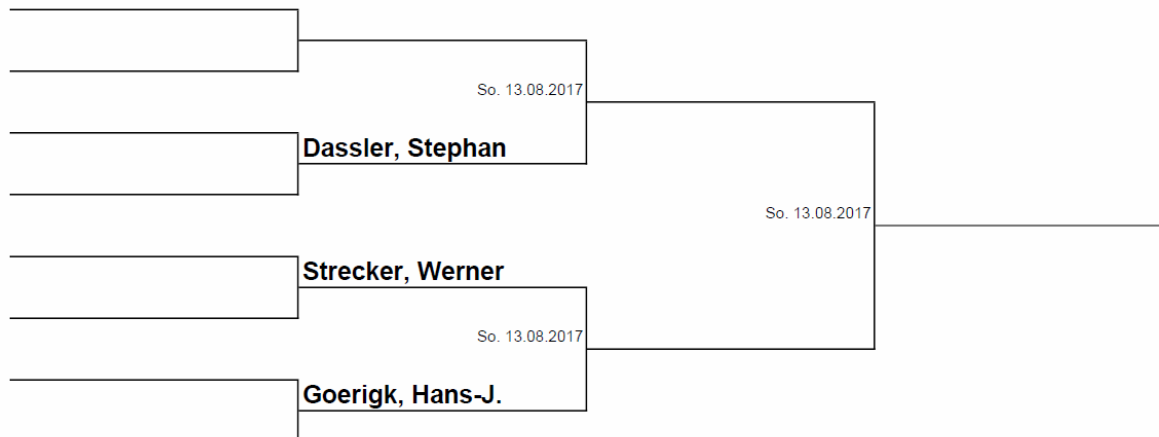 So. 13.08.2017
Dassler, Stephan
So. 13.08.2017
Strecker, Werner
So. 13.08.2017
Goerigk, Hans-J.